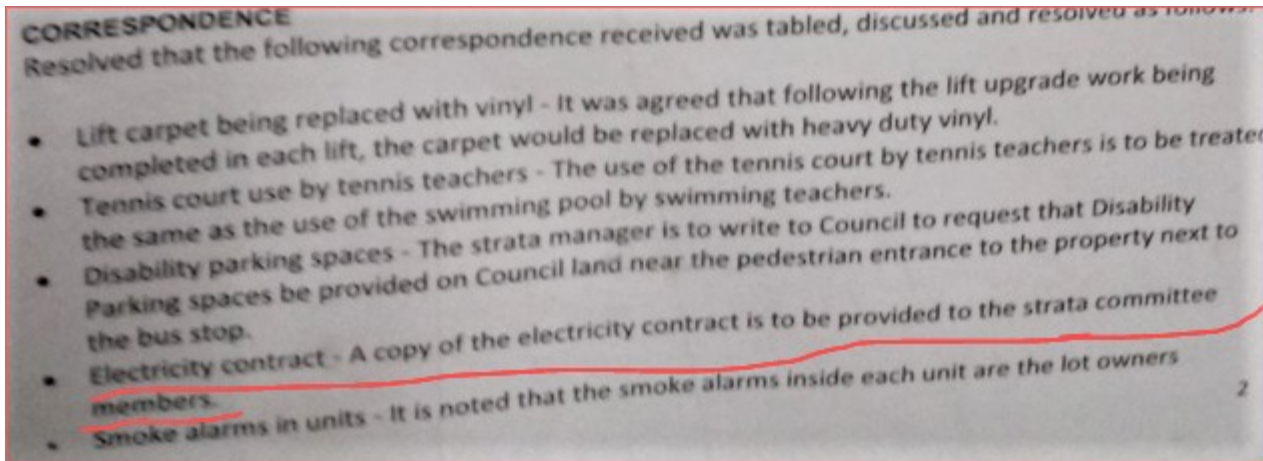 CORRESPONDENCE
Resolved that the following correspondence received was tabled, discussed and resolved as follows:
• Lift carpet being replaced with vinyl - It was agreed that following the lift upgrade work being
completed in each lift, the carpet would be replaced with heavy duty vinyl.
• Tennis court use by tennis teachers - The use of the tennis court by tennis teachers is to be treated
the same as the use of the swimming pool by swimming teachers.
• Disability parking spaces - The strata manager is to write to Council to request that Disability
Parking spaces be provided on Council land near the pedestrian entrance to the property next to
the bus stop.
• Electricity contract - A copy of the electricity contract is to be provided to the strata committee
members.
• Smoke alarms in units - It is noted that the smoke alarms inside each unit are the lot owners
2